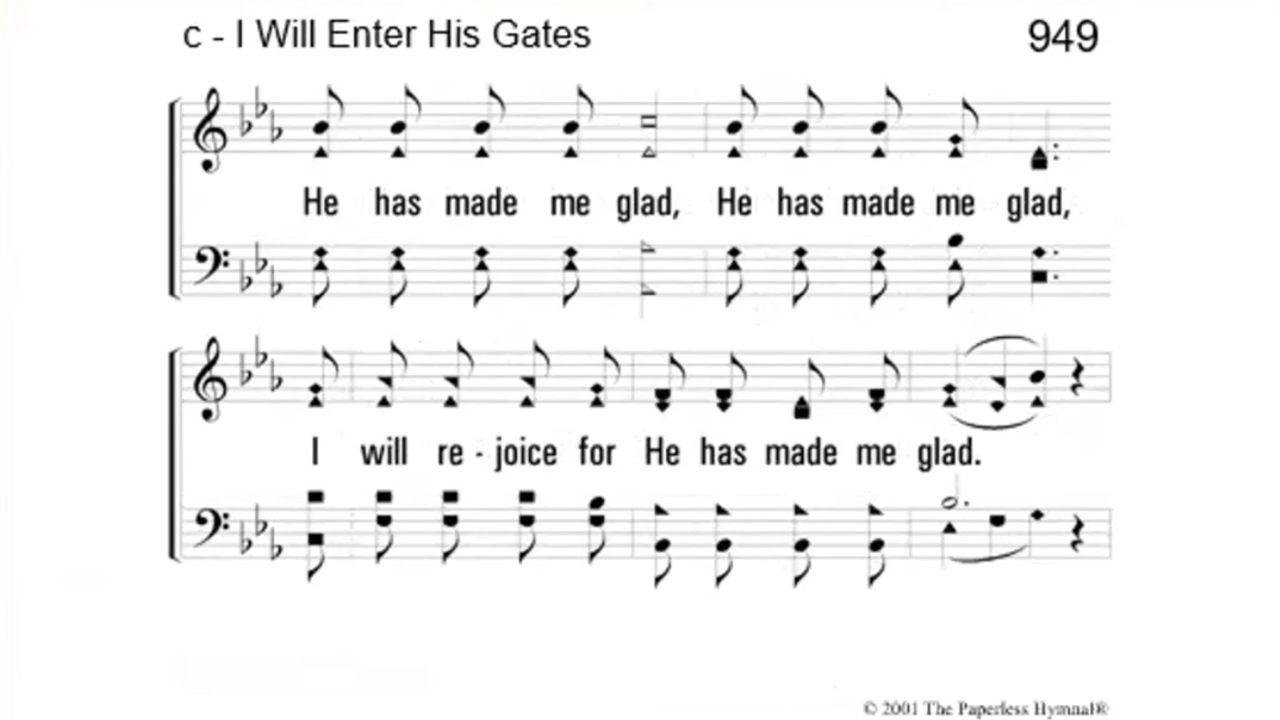 c - I Will Enter His Gates 949
He has made me glad, He has made me glad,
I will re - joice for He has made me glad.
© 2001 The Paperless Hymnal®